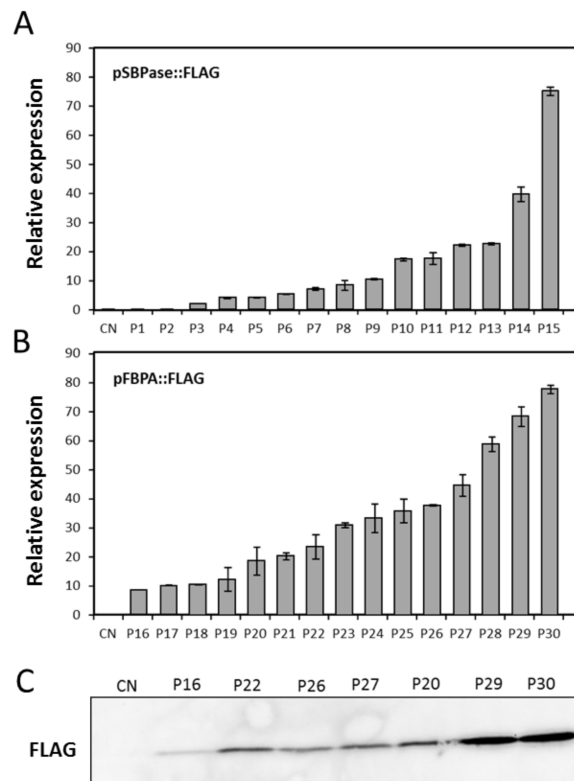 A
90
80
70
60
50
40
30
20
10
0
Relative expression
pSBPase::FLAG
CN P1 P2 P3 P4 P5 P6 P7 P8 P9 P10 P11 P12 P13 P14 P15
B
90
80
70
60
50
40
30
20
10
0
Relative expression
pFBPA::FLAG
CN P16 P17 P18 P19 P20 P21 P22 P23 P24 P25 P26 P27 P28 P29 P30
C
CN P16 P22 P26 P27 P20 P29 P30
FLAG